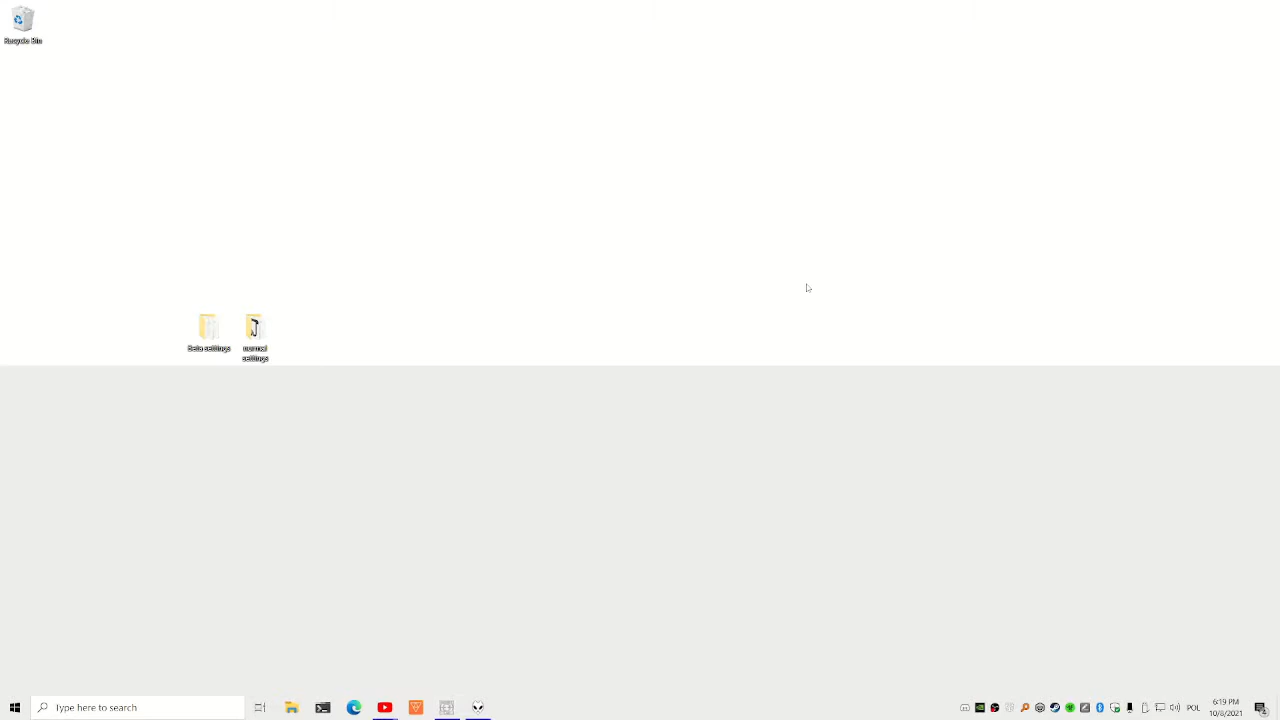 Recycle Bin
Beta settings
normal
settings
Type here to search
POL
6:19 PM
10/8/2021